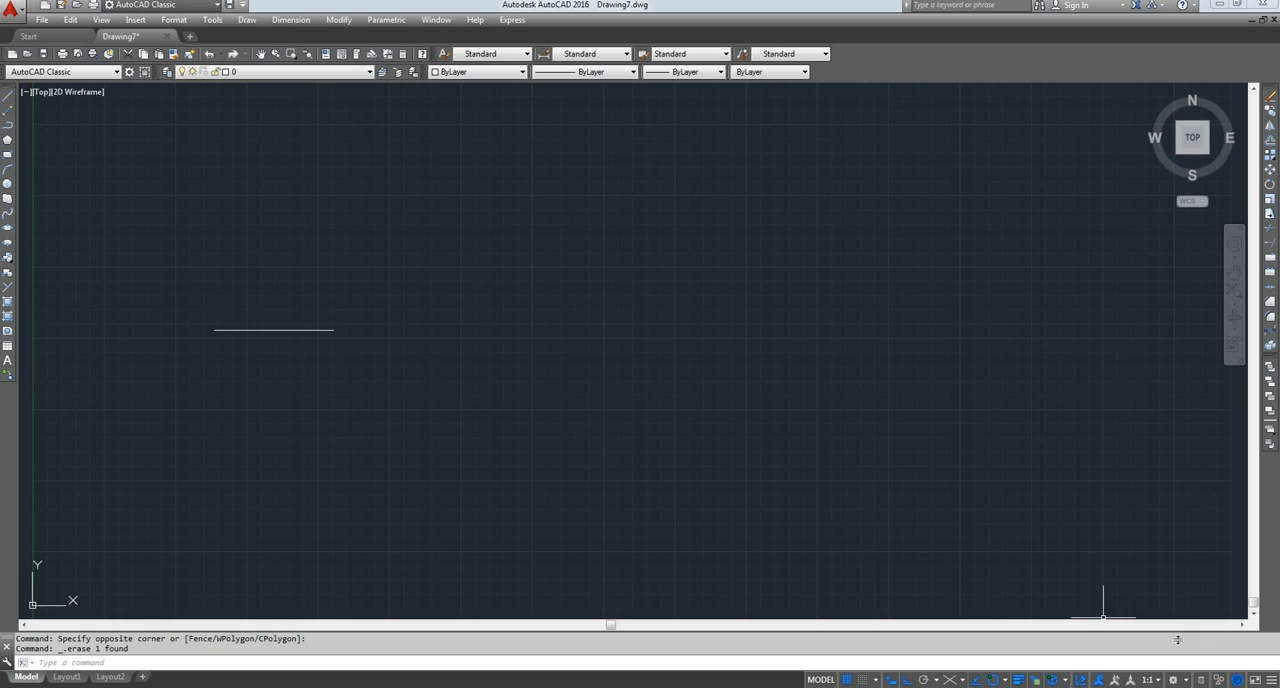 AutoCAD Classic
Autodesk AutoCAD 2016 Drawing7.dwg
Type a keyword or phrase
Sign In
File Edit View Insert Format Tools Draw Dimension Modify Parametric Window Help Express
Start Drawing7*
Standard Standard Standard Standard
AutoCAD Classic 0 ByLayer ByLayer ByLayer ByLayer
[−][Top][2D Wireframe]
N
W TOP E
S
WCS
Y
X
A
Command: Specify opposite corner or [Fence/WPolygon/CPolygon]:
Command: _.erase 1 found
Type a command
Model Layout1 Layout2 + MODEL 1:1